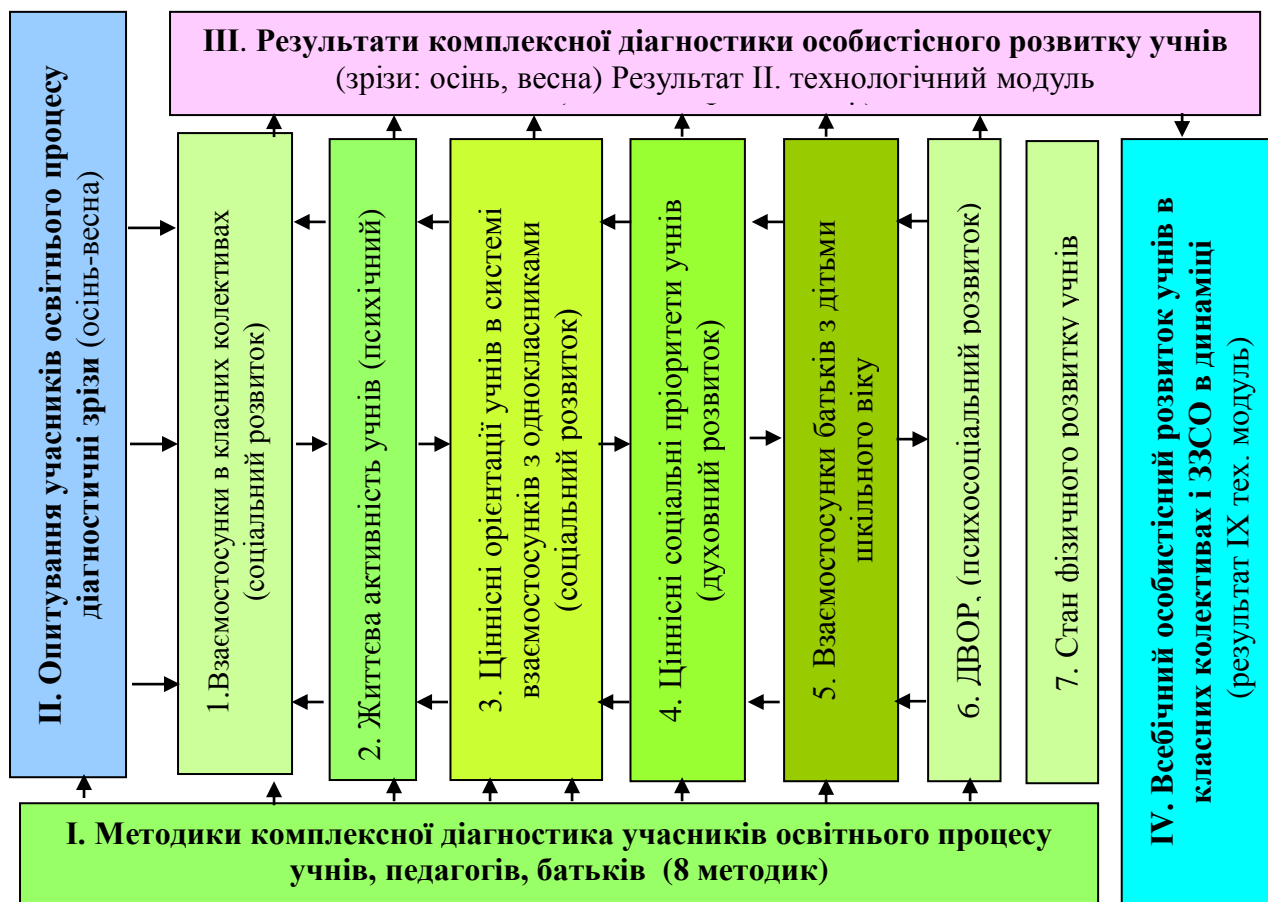 III. Результати комплексної діагностики особистісного розвитку учнів
(зрізи: осінь, весна) Результат II. технологічний модуль
II. Опитування учасників освітнього процесу
діагностичні зрізи (осінь-весна)
1.Взаємостосунки в класних колективах
(соціальний розвиток)
2. Життєва активність учнів (психічний)
3. Ціннісні орієнтації учнів в системі
взаємостосунків з однокласниками
(соціальний розвиток)
4. Ціннісні соціальні пріоритети учнів
(духовний розвиток)
5. Взаємостосунки батьків з дітьми
шкільного віку
6. ДВОР, (психосоціальний розвиток)
7. Стан фізичного розвитку учнів
IV. Всебічний особистісний розвиток учнів в
класних колективах і ЗЗСО в динаміці
(результат IX тех. модуль)
I. Методики комплексної діагностика учасників освітнього процесу
учнів, педагогів, батьків (8 методик)